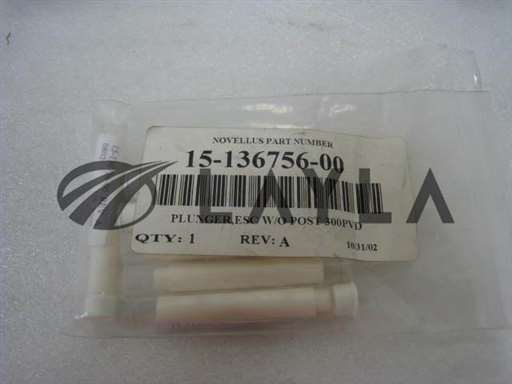 NOVELLUS PART NUMBER
15-136756-00
LAYLA
PLUNGER,ESC W/O POST 300PVD
QTY: 1 REV: A 10/31/02